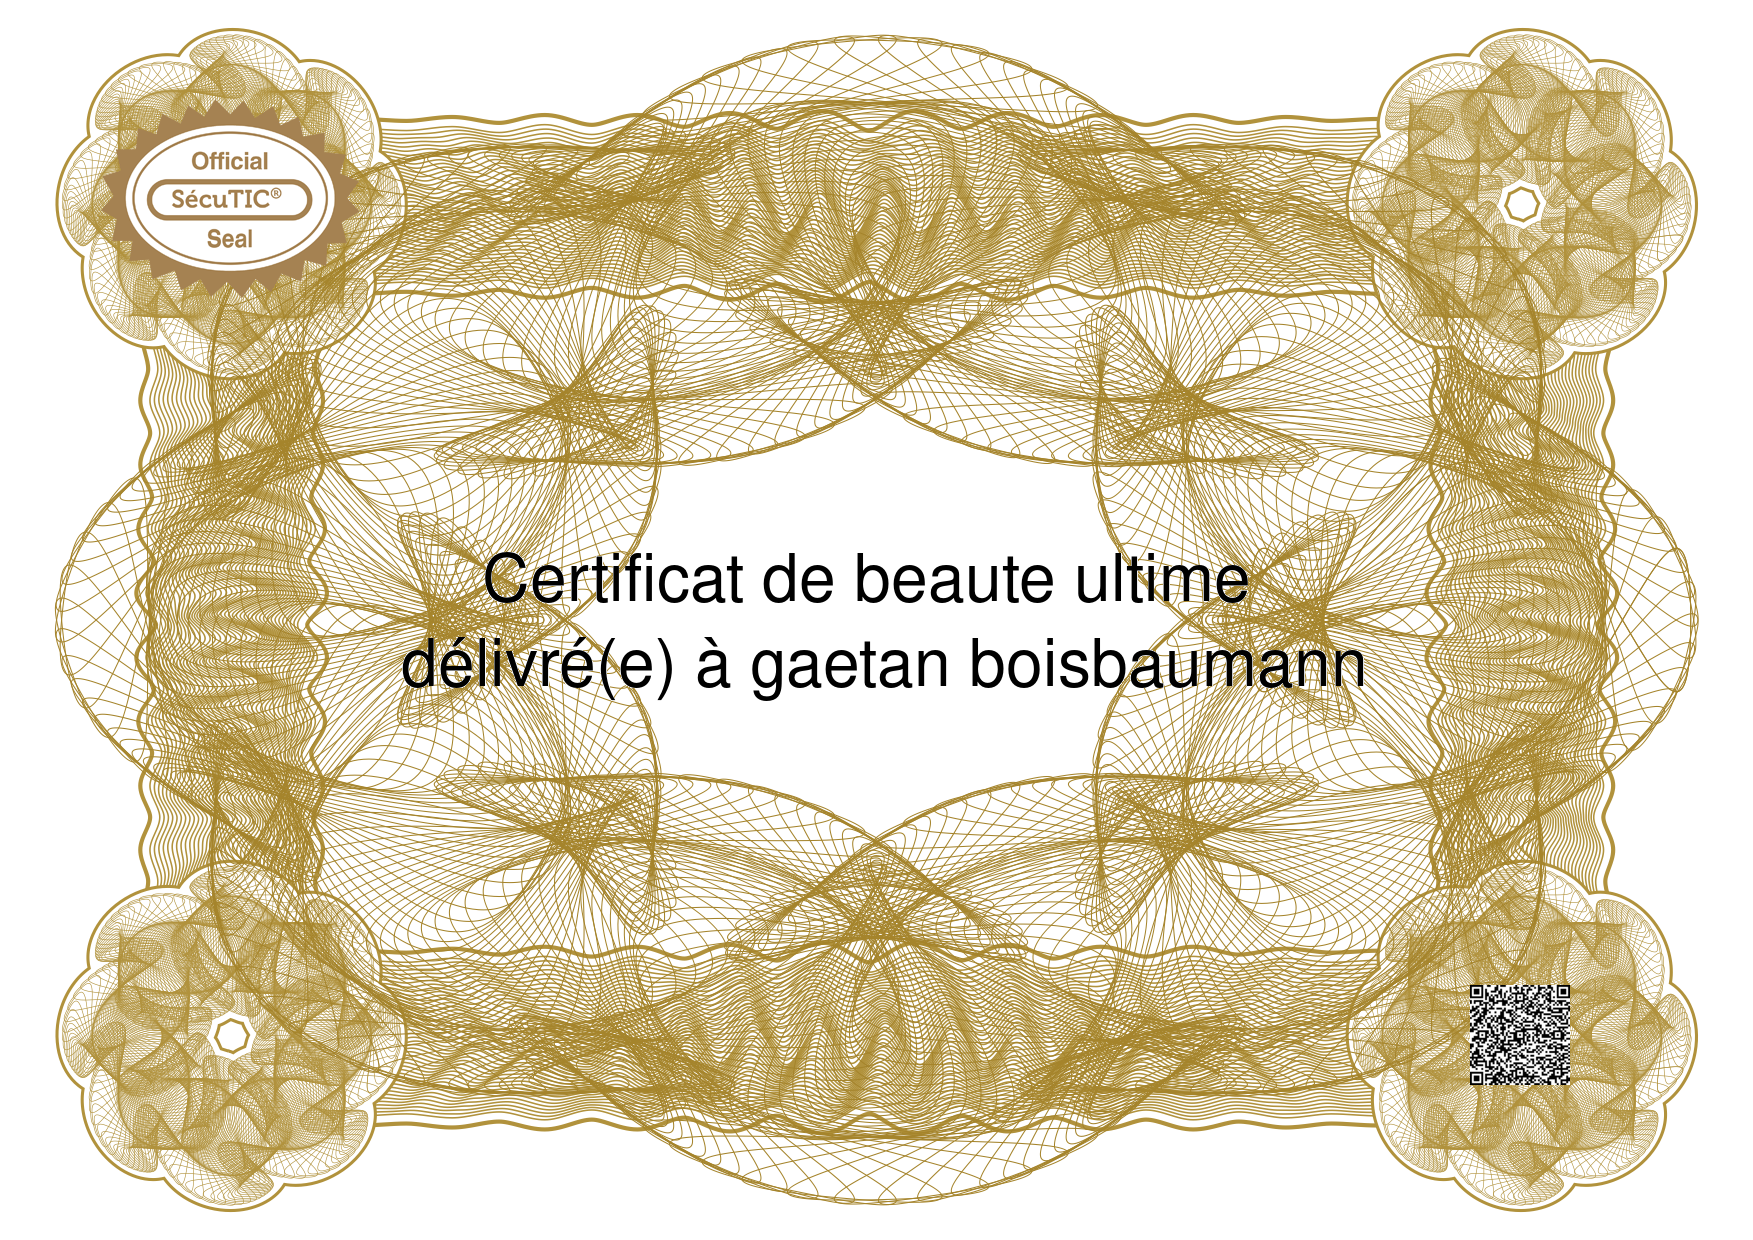 Official
SécuTIC®
Seal
Certificat de beaute ultime
délivré(e) à gaetan boisbaumann